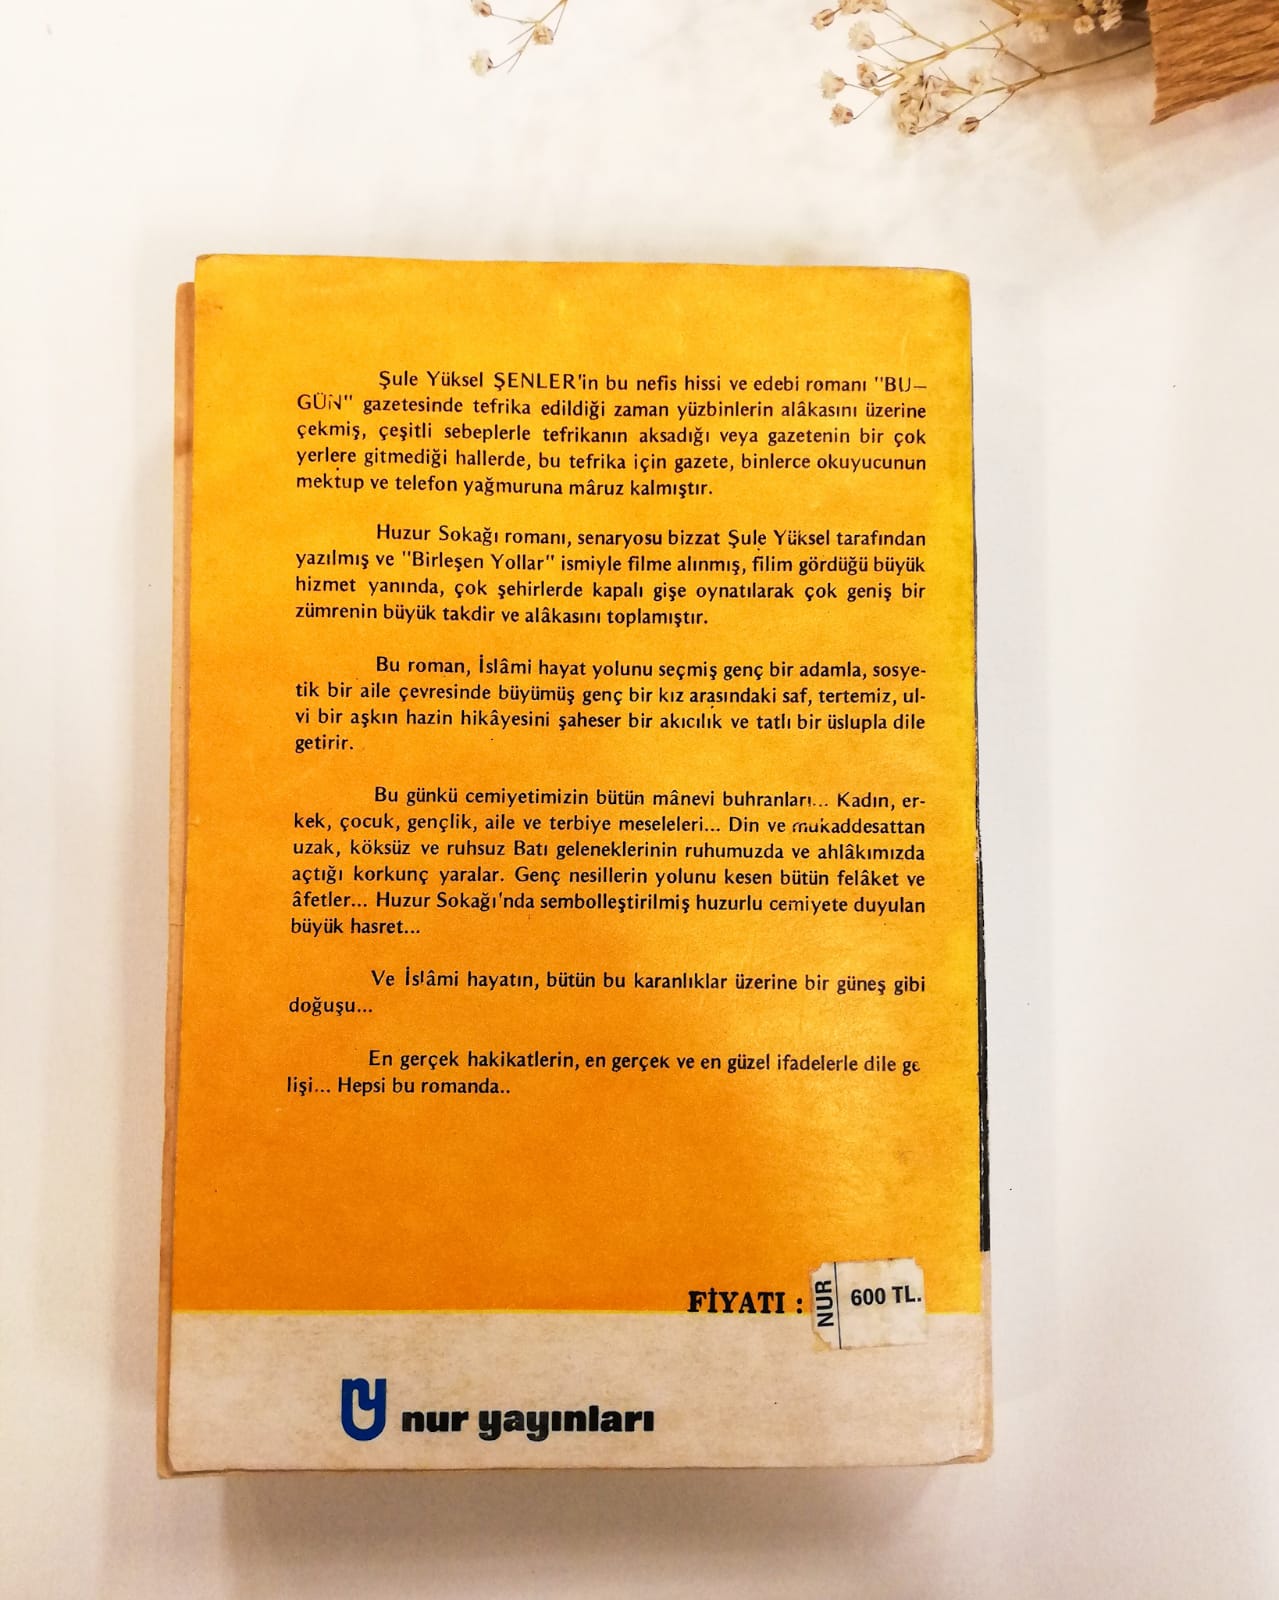 Şule Yüksel ŞENLER'in bu nefis hissi ve edebi romanı "BU–
GÜN" gazetesinde tefrika edildiği zaman yüzbinlerin alâkasını üzerine
çekmiş, çeşitli sebeplerle tefrikanın aksadığı veya gazetenin bir çok
yerlere gitmediği hallerde, bu tefrika için gazete, binlerce okuyucunun
mektup ve telefon yağmuruna mâruz kalmıştır.
Huzur Sokağı romanı, senaryosu bizzat Şule Yüksel tarafından
yazılmış ve "Birleşen Yollar" ismiyle filme alınmış, filim gördüğü büyük
hizmet yanında, çok şehirlerde kapalı gişe oynatılarak çok geniş bir
zümrenin büyük takdir ve alâkasını toplamıştır.
Bu roman, İslâmi hayat yolunu seçmiş genç bir adamla, sosye-
tik bir aile çevresinde büyümüş genç bir kız arasındaki saf, tertemiz, ul-
vi bir aşkın hazin hikâyesini şaheser bir akıcılık ve tatlı bir üslupla dile
getirir.
Bu günkü cemiyetimizin bütün mânevi buhranları... Kadın, er-
kek, çocuk, gençlik, aile ve terbiye meseleleri... Din ve mukaddesattan
uzak, köksüz ve ruhsuz Batı geleneklerinin ruhumuzda ve ahlâkımızda
açtığı korkunç yaralar. Genç nesillerin yolunu kesen bütün felâket ve
âfetler... Huzur Sokağı'nda sembolleştirilmiş huzurlu cemiyete duyulan
büyük hasret...
Ve İslâmi hayatın, bütün bu karanlıklar üzerine bir güneş gibi
doğuşu...
En gerçek hakikatlerin, en gerçek ve en güzel ifadelerle dile ge
lişi... Hepsi bu romanda..
FİYATI : NUR 600 TL.
ny nur yayınları